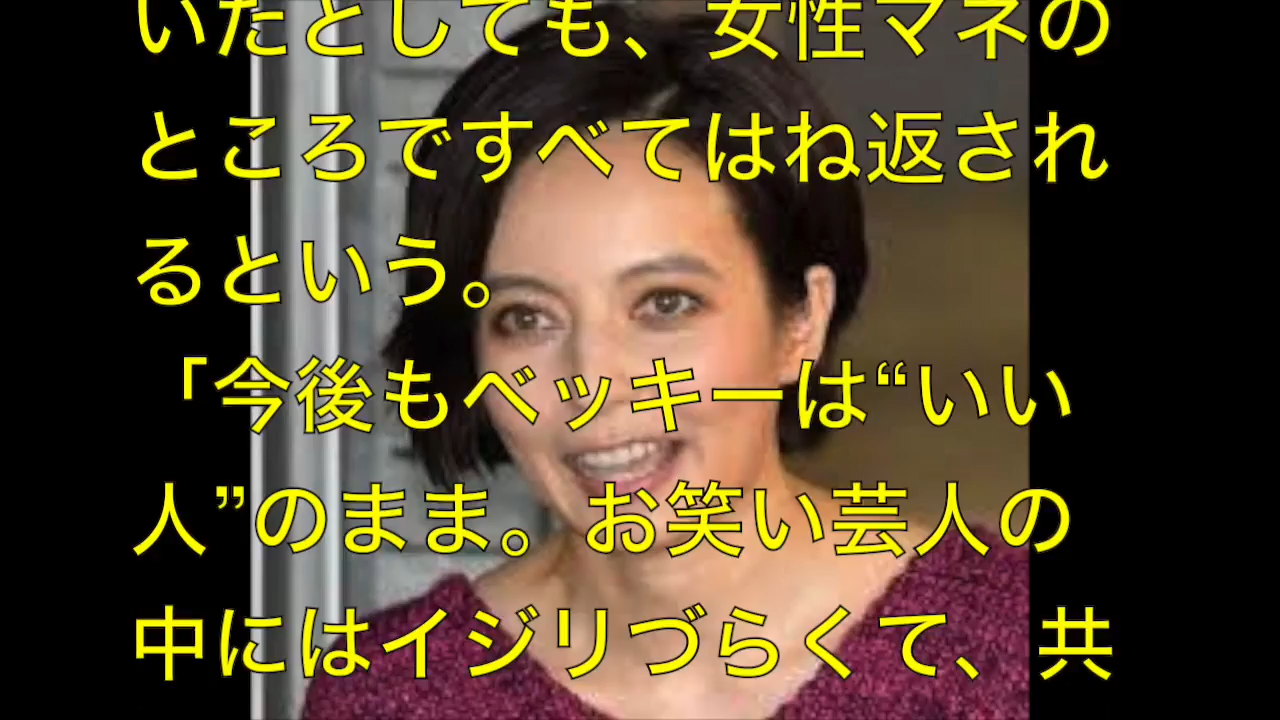 いたとしても、女性マネの
ところですべてはね返され
るという。
「今後もベッキーは“いい
人”のまま。お笑い芸人の
中にはイジリづらくて、共